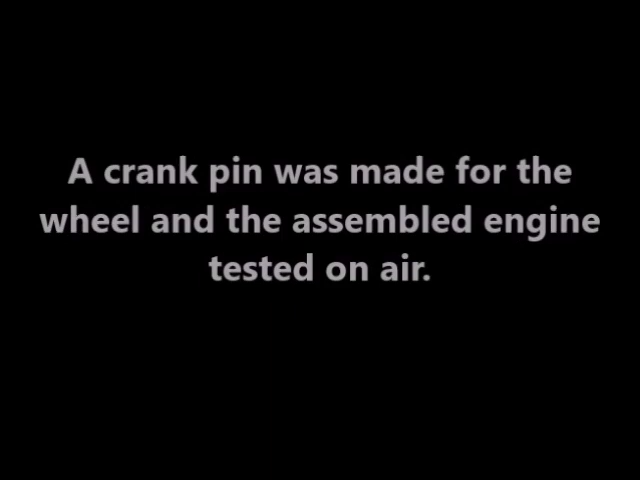 A crank pin was made for the
wheel and the assembled engine
tested on air.